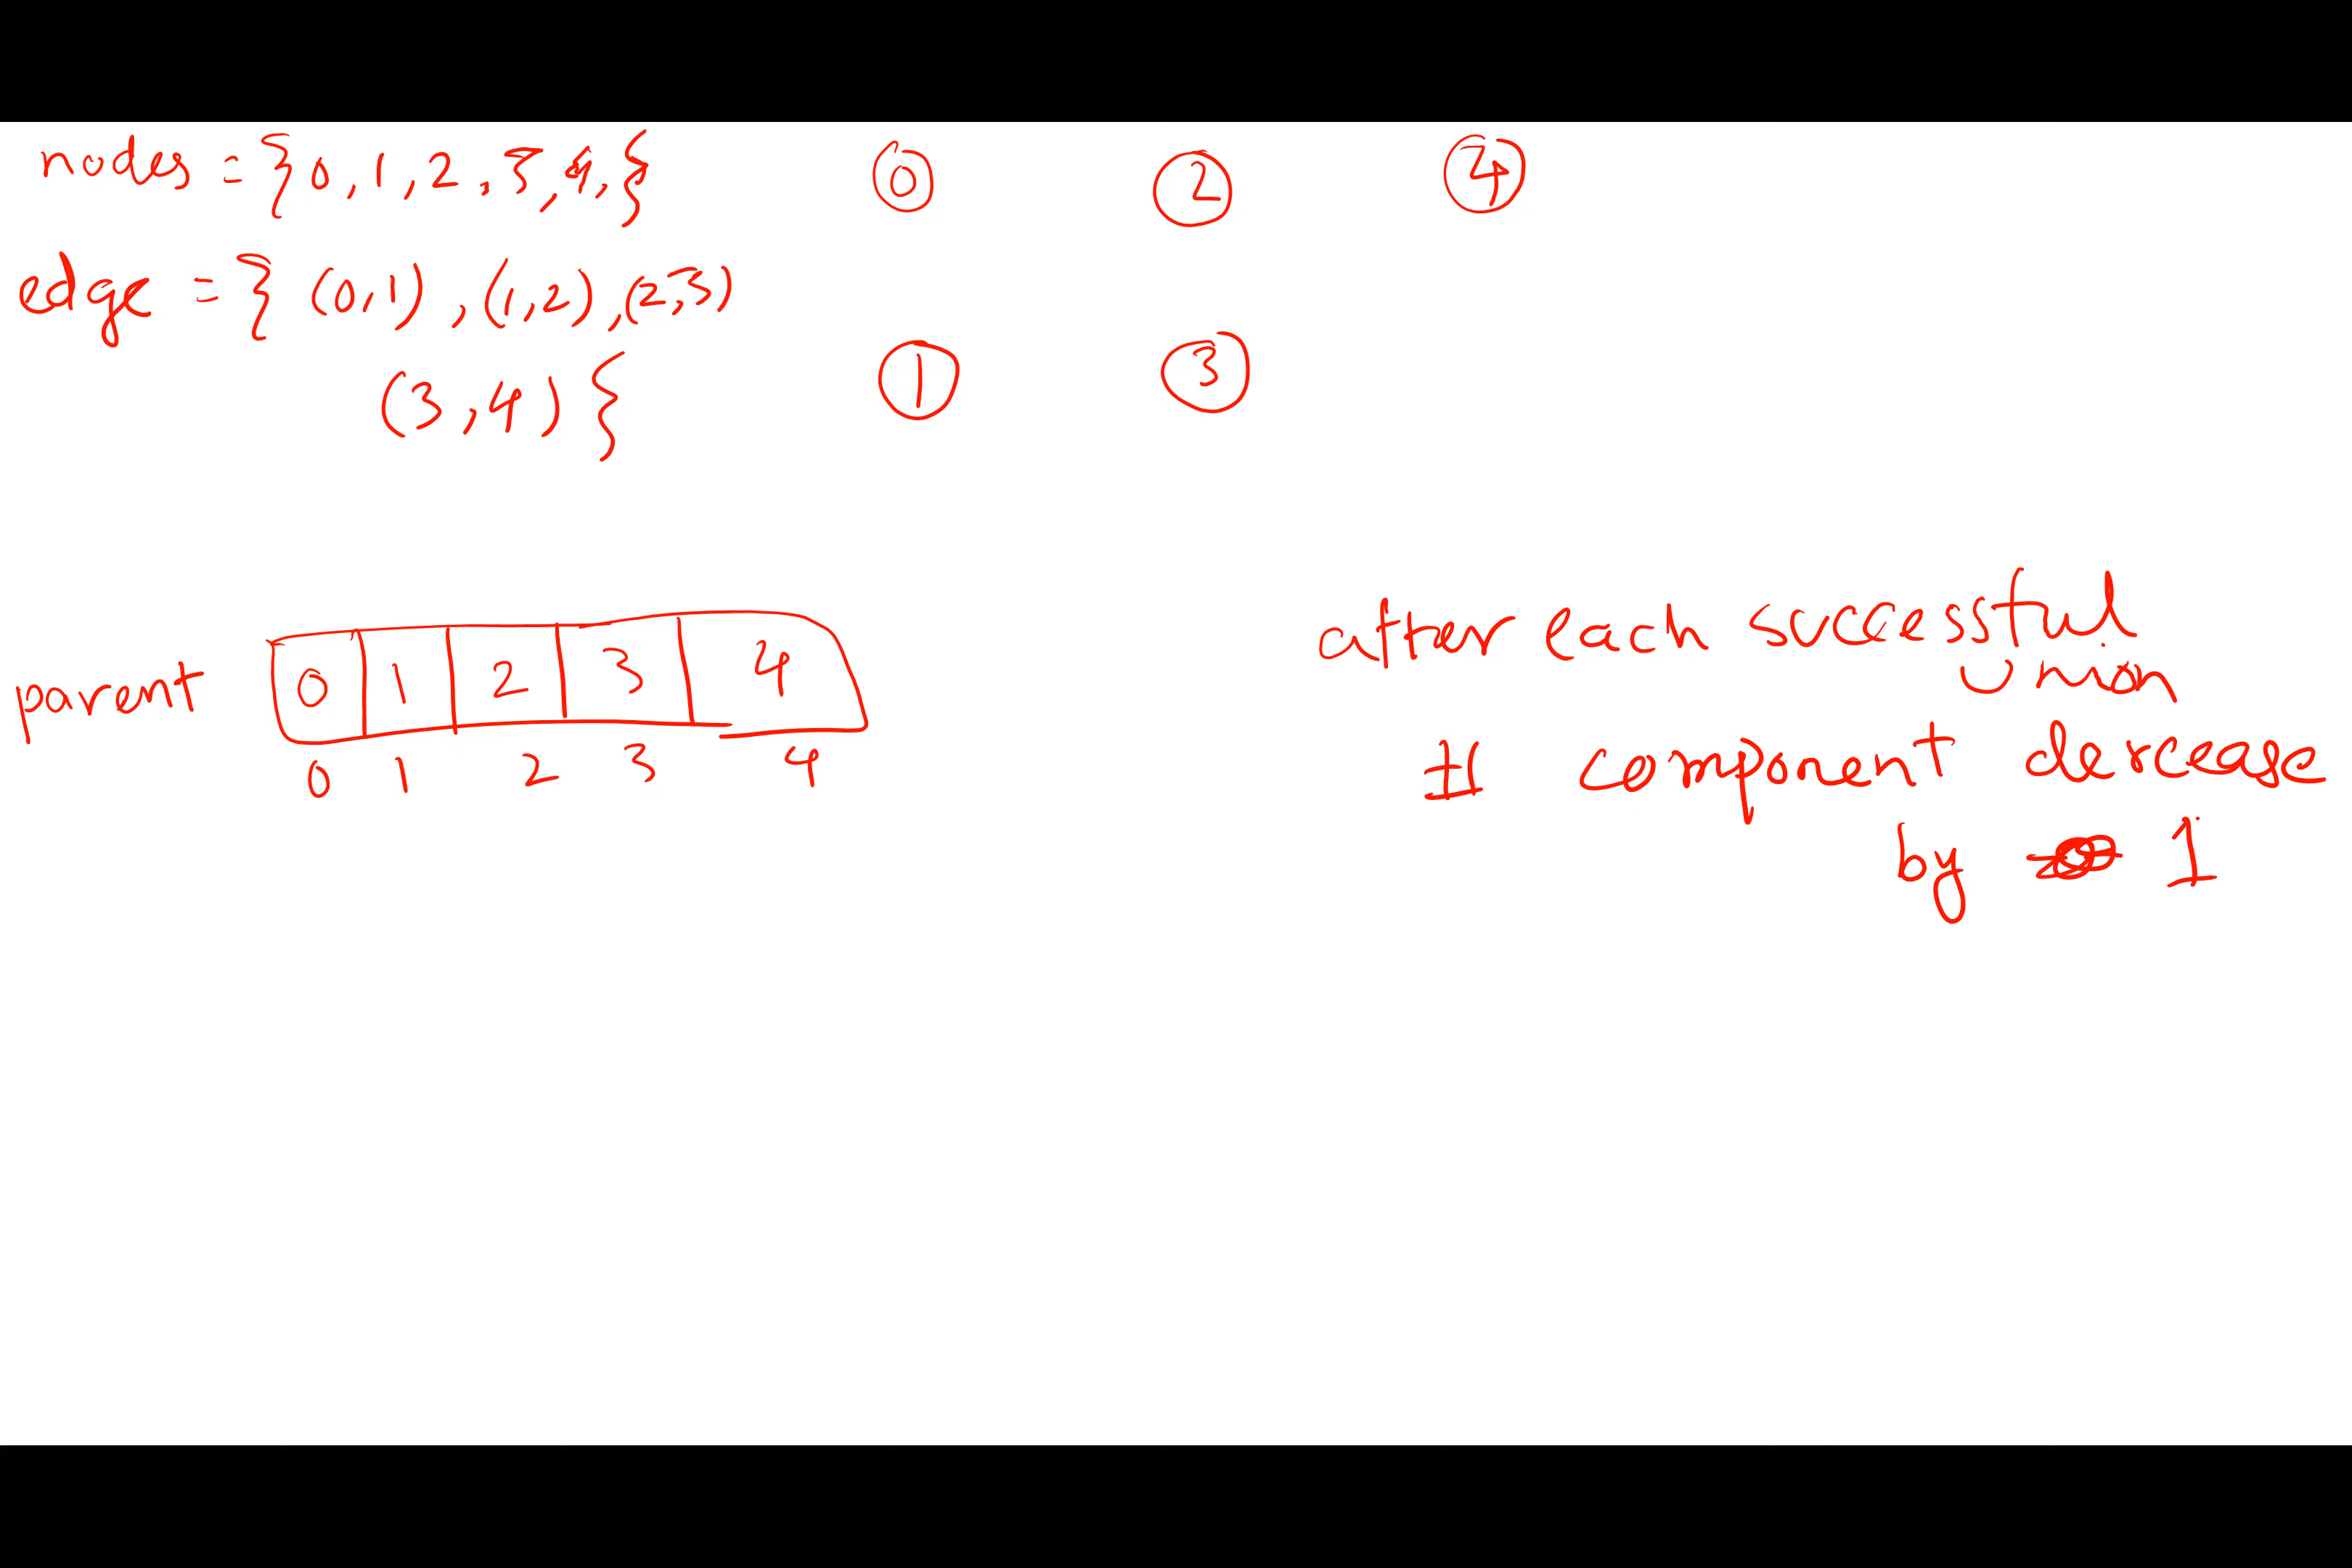 nodes = { 0, 1, 2, 3, 4, }
edge = { (0,1), (1,2), (2,3)
(3,4) }
0 2 4
1 3
parent 0 1 2 3 4
0 1 2 3 4
after each successful
union
# component decrease
by 1